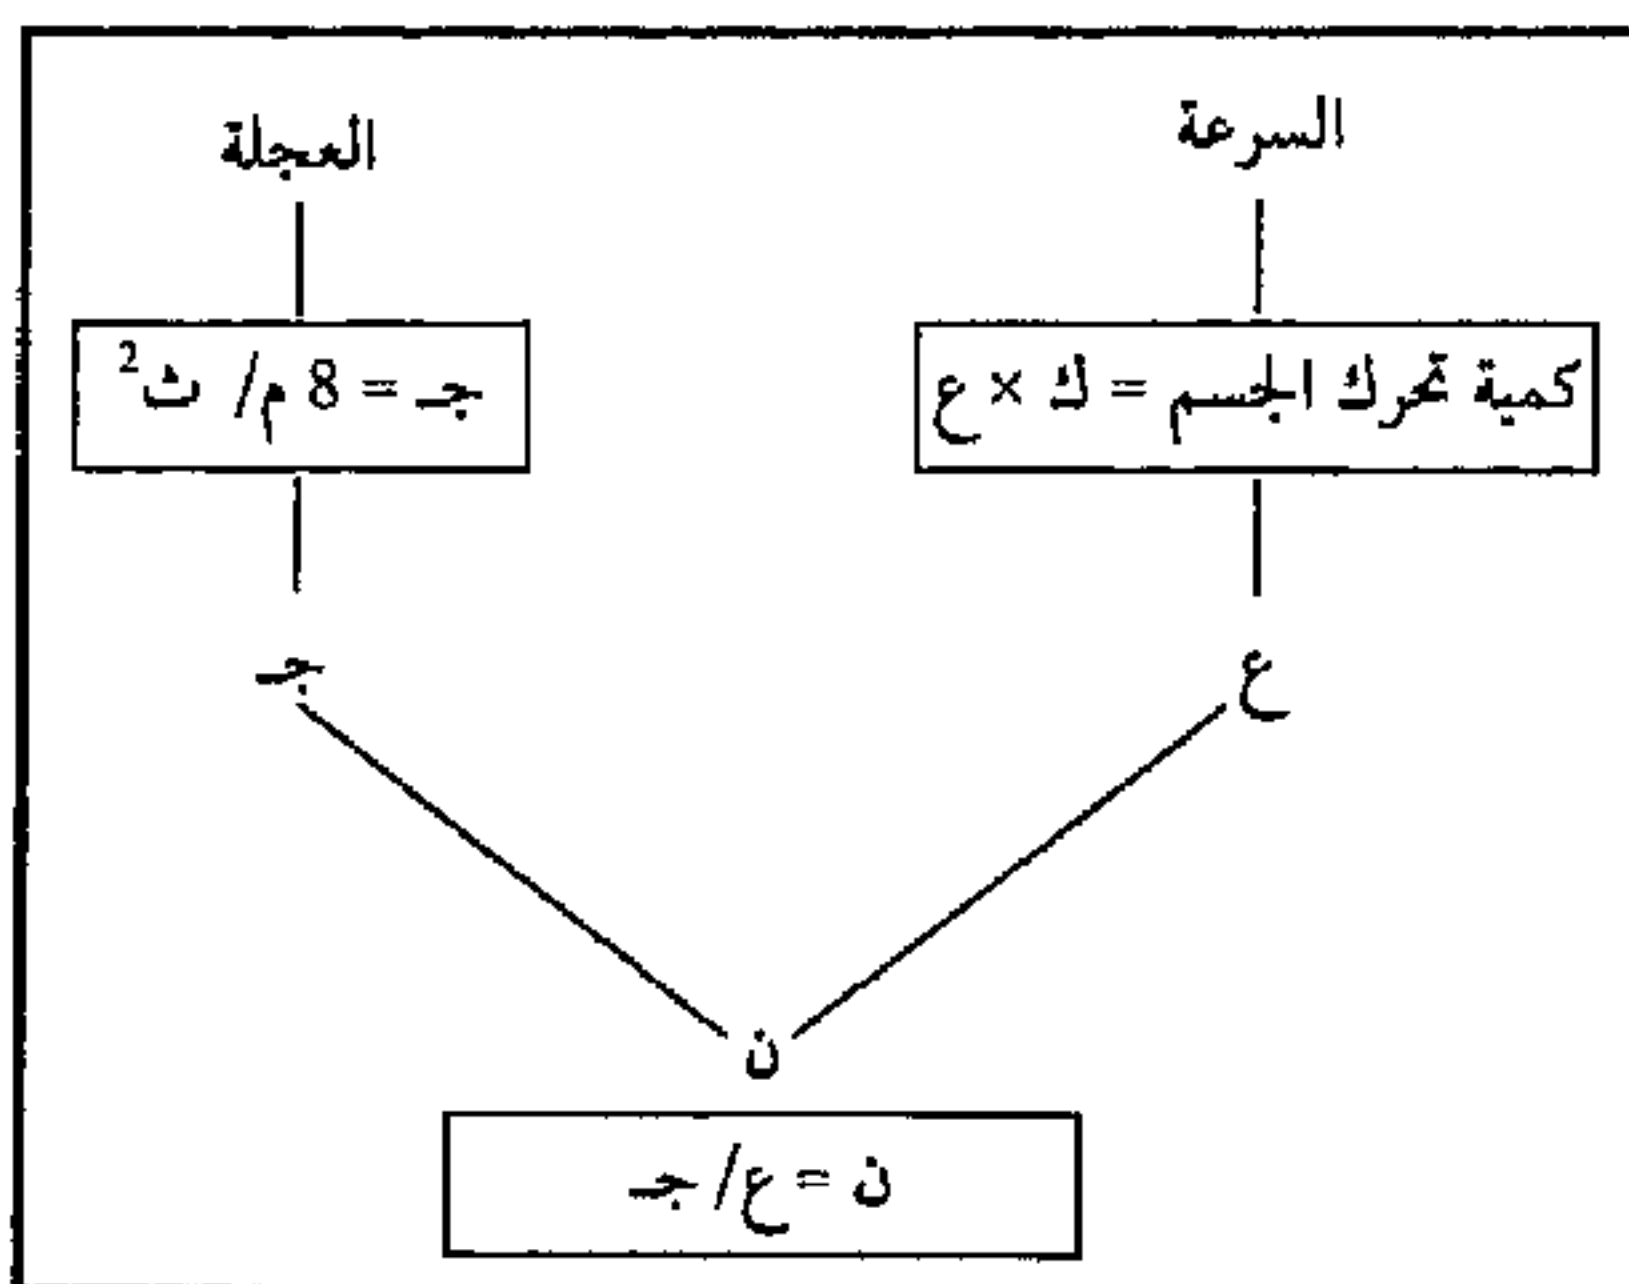 السرعة
العجلة
كمية تحرك الجسم = ك × ع
جـ = 8 م/ ث²
ع
جـ
ن
ن = ع/ جـ